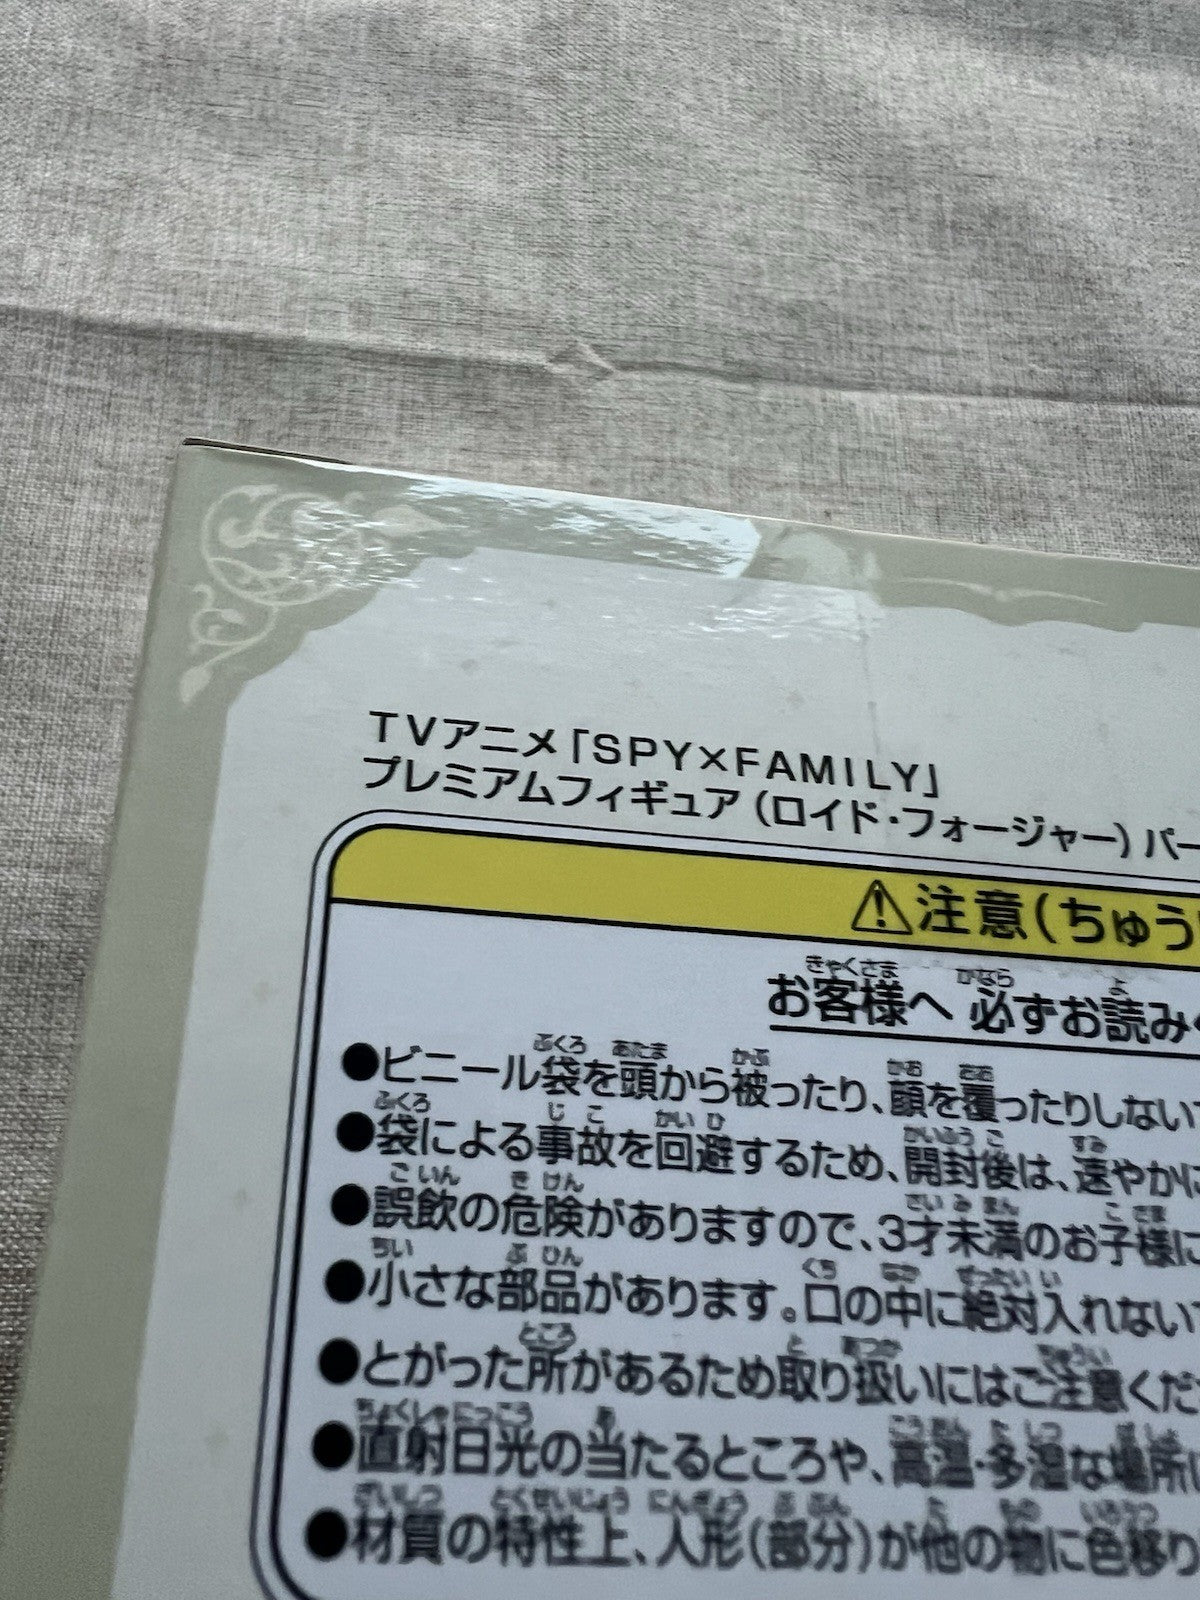 TVアニメ「SPY×FAMILY」
プレミアムフィギュア(ロイド・フォージャー)パー
⚠注意(ちゅう
きゃくさま かなら よ
お客様へ 必ずお読み
ふくろ あたま かぶ かお おお
●ビニール袋を頭から被ったり、顔を覆ったりしない
ふくろ じこ かいひ かいふうご すみ
●袋による事故を回避するため、開封後は、速やかに
ごいん きけん さいみまん こさま
●誤飲の危険がありますので、3才未満のお子様に
ちい ぶひん くち なか ぜったいい
●小さな部品があります。口の中に絶対入れない
ところ と あつか ちゅうい
●とがった所があるため取り扱いにはご注意くだ
ちょくしゃにっこう あ こうおん たしつ ばしょ
●直射日光の当たるところや、高温・多湿な場所
ざいしつ とくせいじょう にんぎょう ぶぶん た もの いろうつ
●材質の特性上、人形(部分)が他の物に色移り